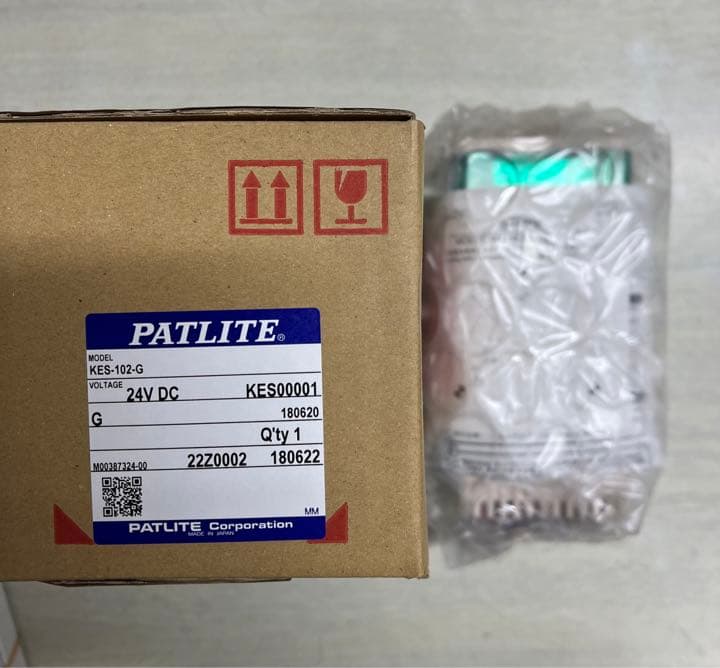 PATLITE®
MODEL
KES-102-G
VOLTAGE 24V DC KES00001
G 180620
Q'ty 1
M00387324-00 22Z0002 180622
MM
PATLITE Corporation
MADE IN JAPAN